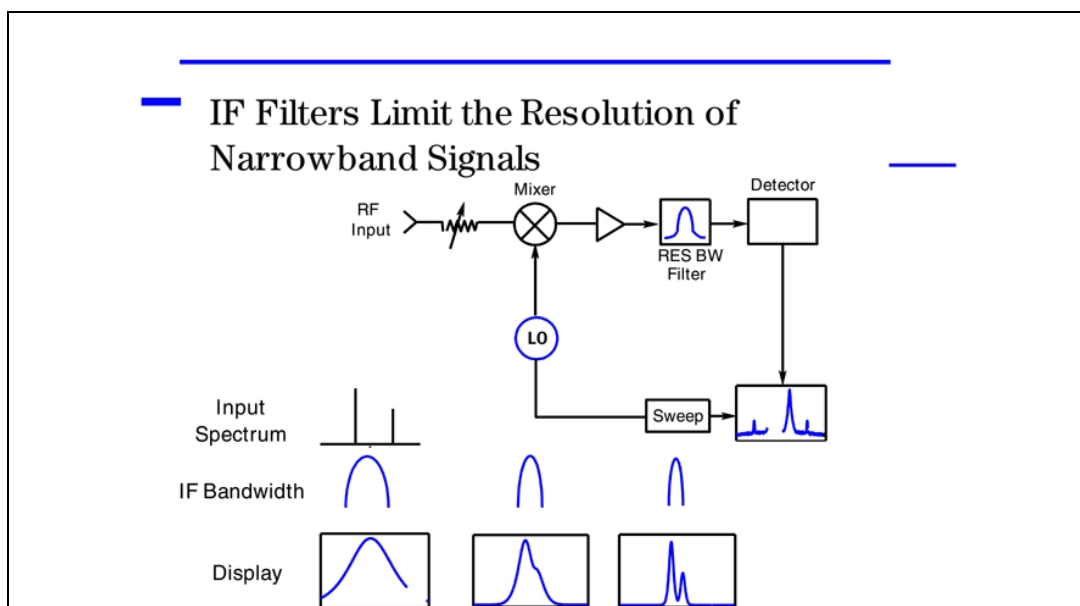 IF Filters Limit the Resolution of
Narrowband Signals
Mixer
Detector
RF
Input
RES BW
Filter
LO
Input
Spectrum
Sweep
IF Bandwidth
Display